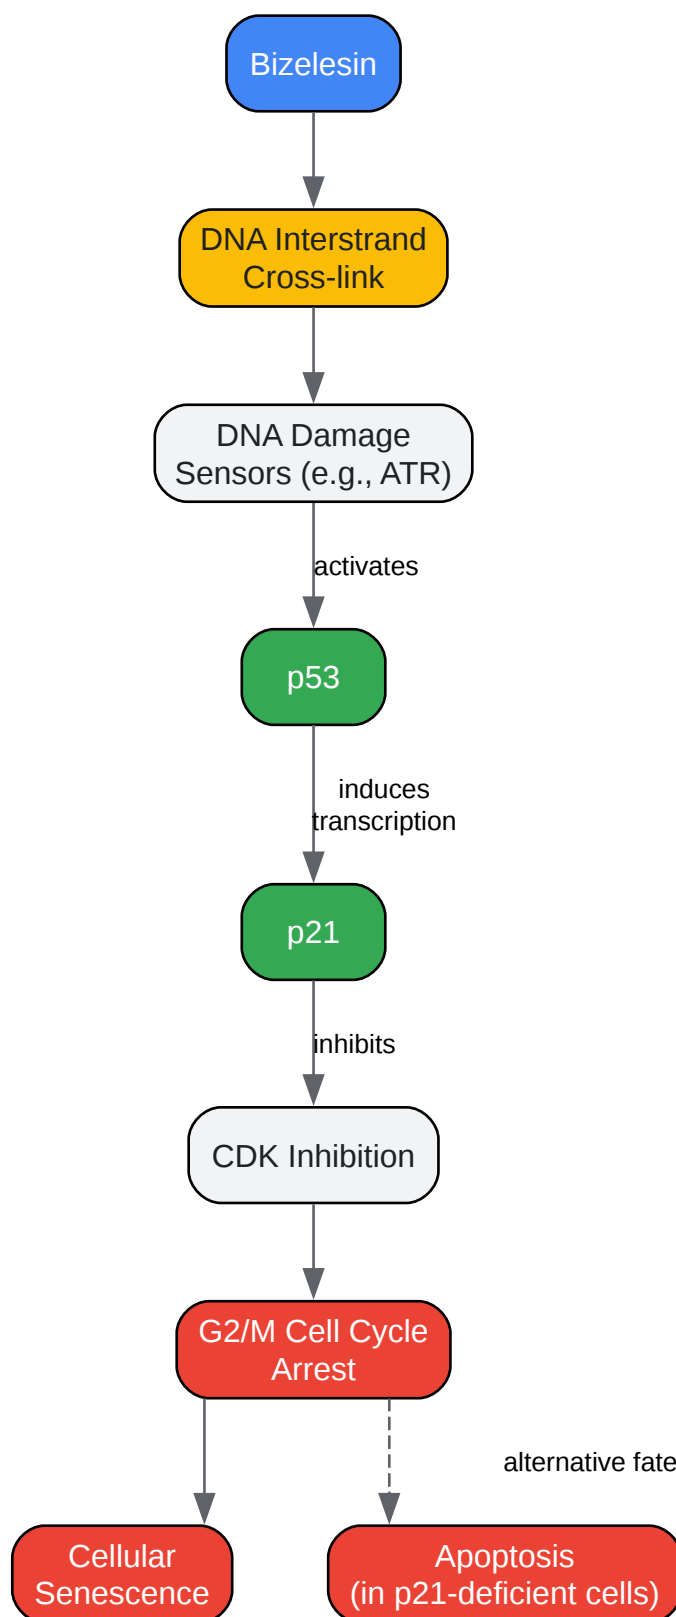 Bizelesin
DNA Interstrand
Cross-link
DNA Damage
Sensors (e.g., ATR)
activates
p53
induces
transcription
p21
inhibits
CDK Inhibition
G2/M Cell Cycle
Arrest
alternative fate
Cellular
Senescence
Apoptosis
(in p21-deficient cells)